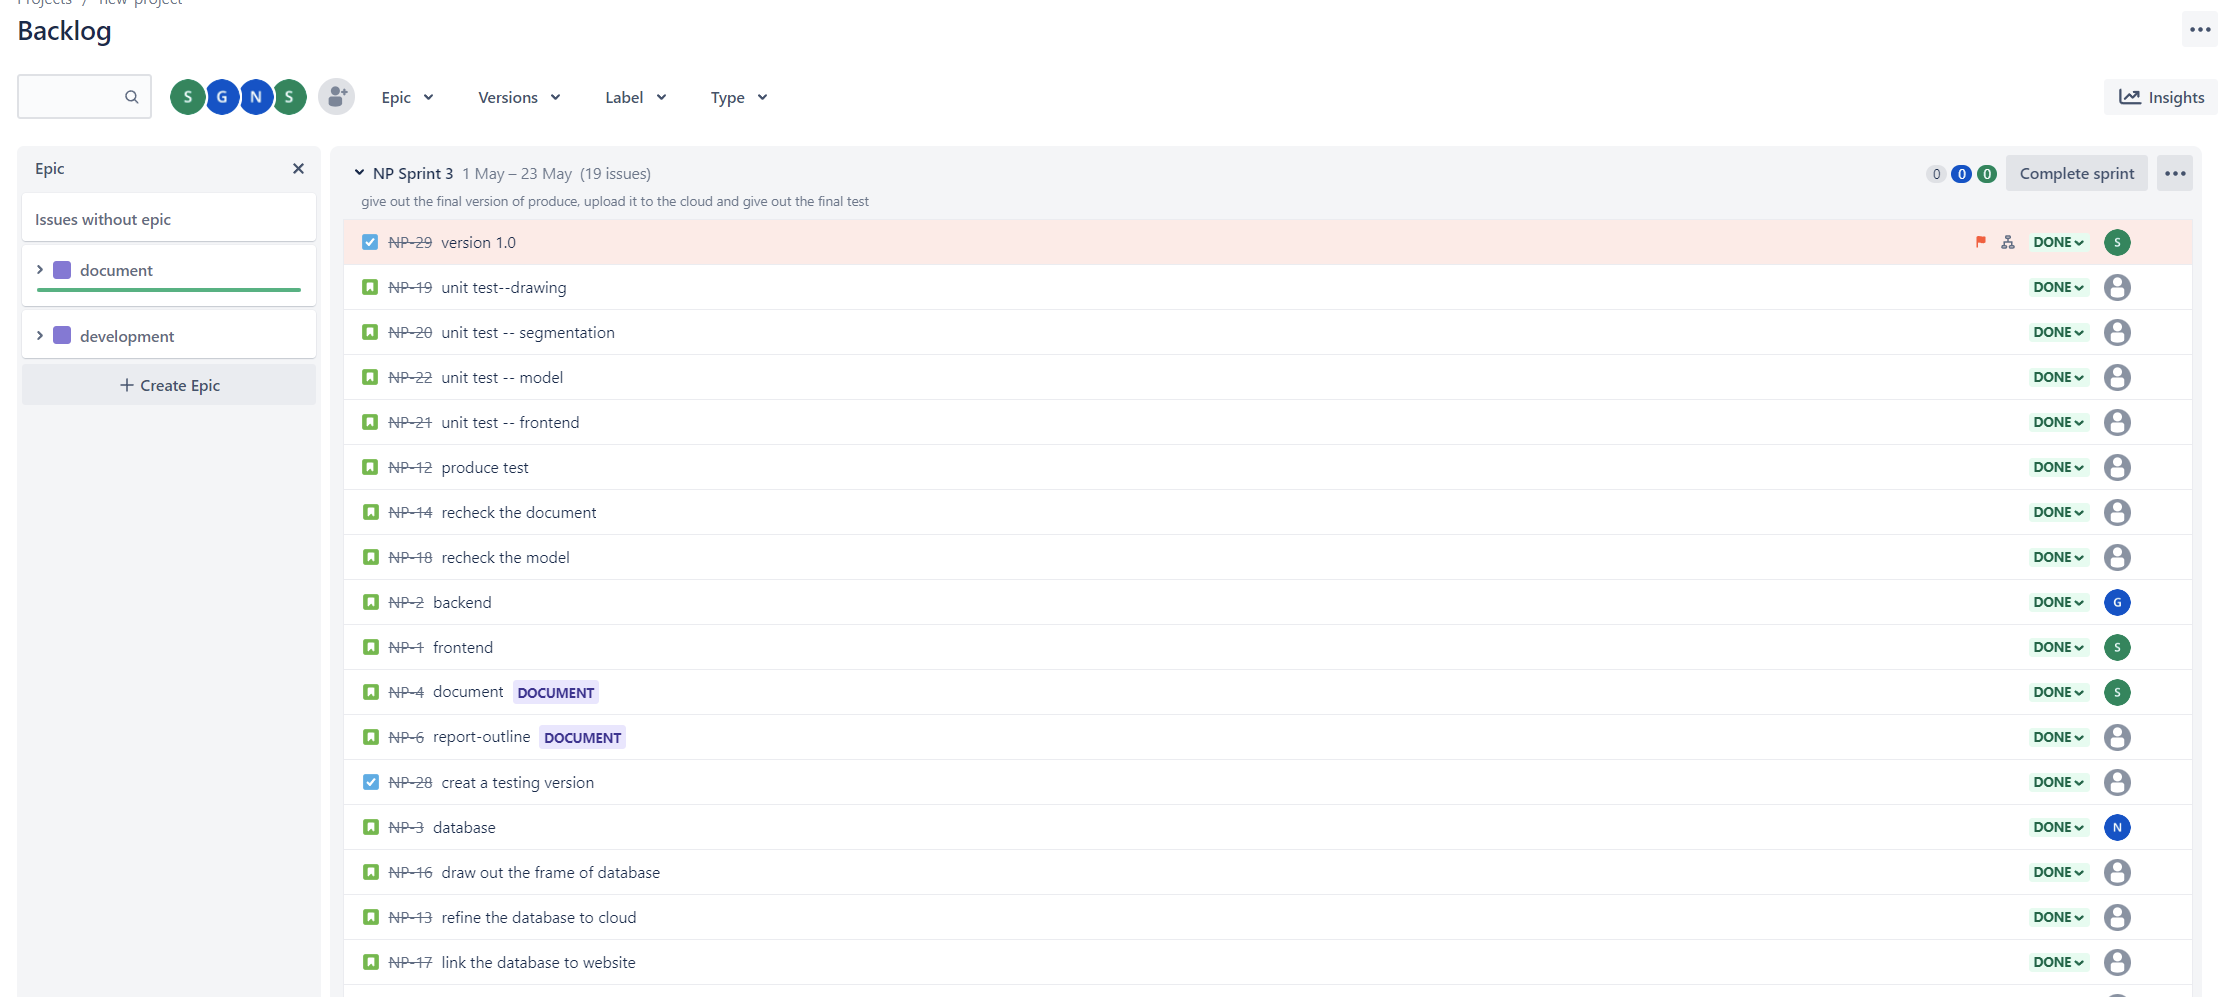 Projects / new-project
Backlog
S G N S Epic Versions Label Type Insights
Epic
Issues without epic
document
development
+ Create Epic
NP Sprint 3 1 May – 23 May (19 issues) 0 0 0 Complete sprint
give out the final version of produce, upload it to the cloud and give out the final test
NP-29 version 1.0 DONE S
NP-19 unit test--drawing DONE
NP-20 unit test -- segmentation DONE
NP-22 unit test -- model DONE
NP-21 unit test -- frontend DONE
NP-12 produce test DONE
NP-14 recheck the document DONE
NP-18 recheck the model DONE
NP-2 backend DONE G
NP-1 frontend DONE S
NP-4 document DOCUMENT DONE S
NP-6 report-outline DOCUMENT DONE
NP-28 creat a testing version DONE
NP-3 database DONE N
NP-16 draw out the frame of database DONE
NP-13 refine the database to cloud DONE
NP-17 link the database to website DONE